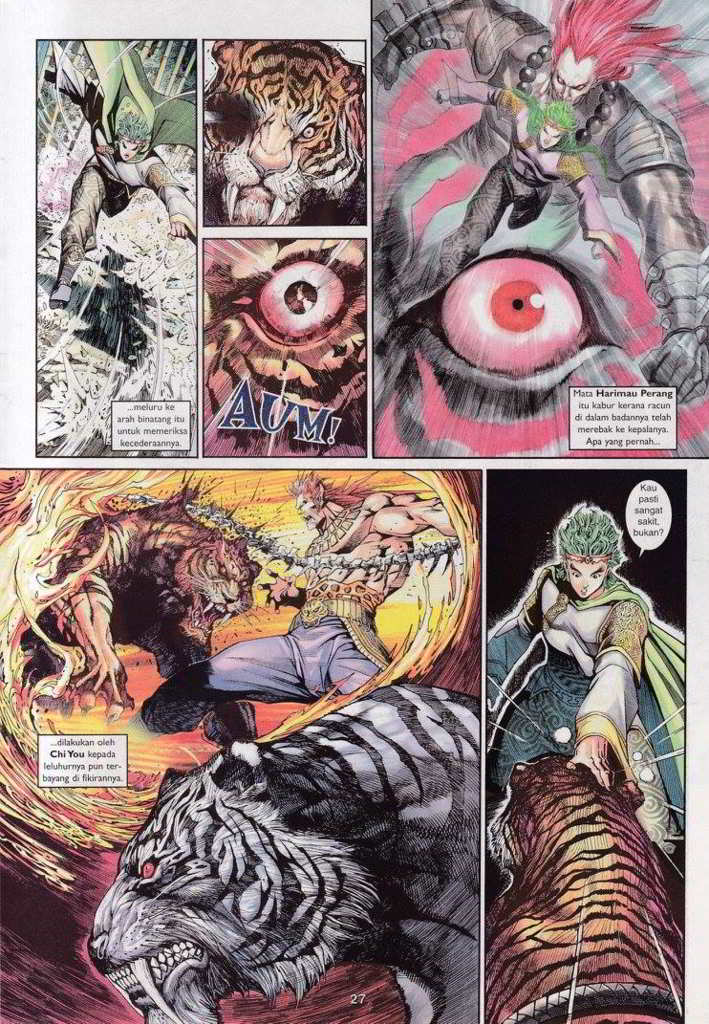 ...meluru ke
arah binatang itu
untuk memeriksa
kecederaannya.
AUM!
Mata Harimau Perang
itu kabur kerana racun
di dalam badannya telah
merebak ke kepalanya.
Apa yang pernah...
...dilakukan oleh
Chi You kepada
leluhurnya pun ter-
bayang di fikirannya.
Kau
pasti
sangat
sakit,
bukan?
27